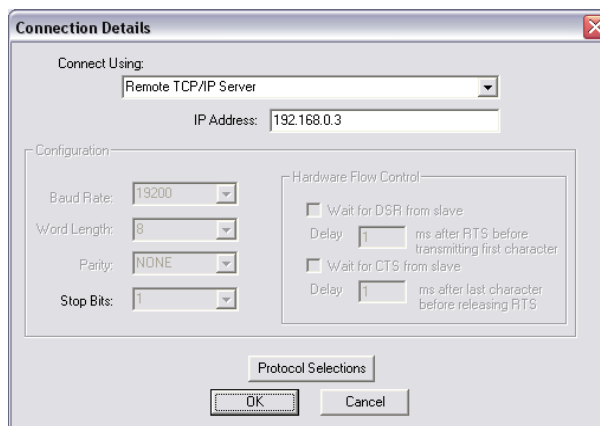 Connection Details
Connect Using:
Remote TCP/IP Server
IP Address: 192.168.0.3
Configuration
Baud Rate: 19200
Word Length: 8
Parity: NONE
Stop Bits: 1
Hardware Flow Control
Wait for DSR from slave
Delay 1 ms after RTS before
transmitting first character
Wait for CTS from slave
Delay 1 ms after last character
before releasing RTS
Protocol Selections
OK Cancel